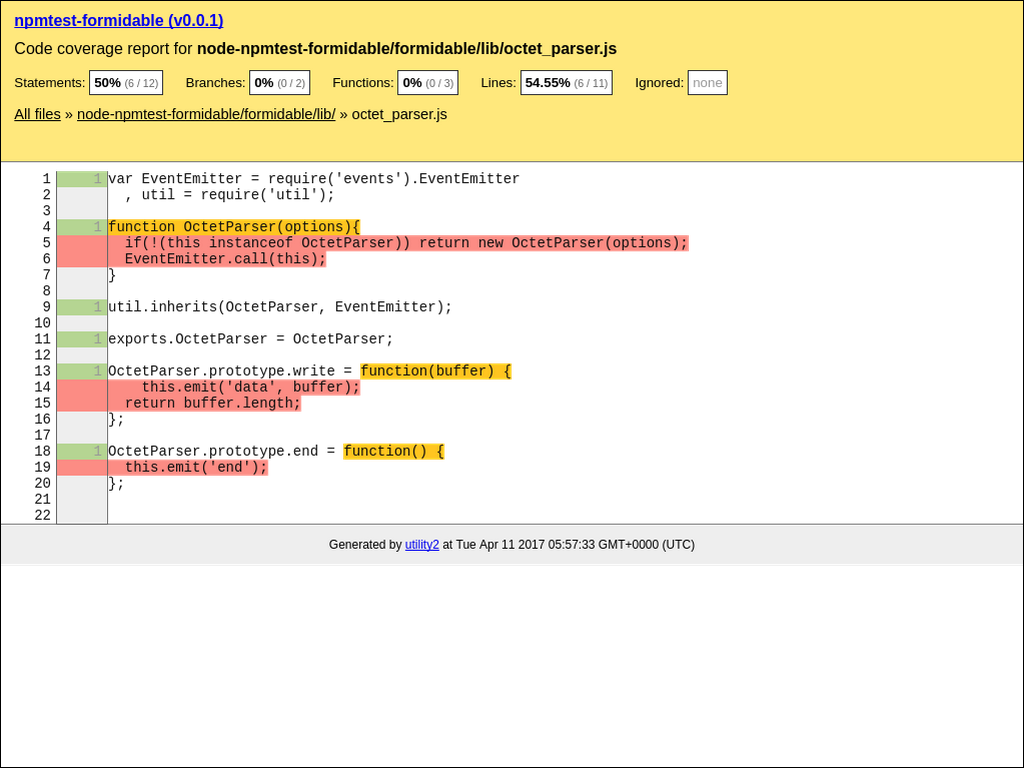 npmtest-formidable (v0.0.1)
Code coverage report for node-npmtest-formidable/formidable/lib/octet_parser.js
Statements: 50% (6 / 12) Branches: 0% (0 / 2) Functions: 0% (0 / 3) Lines: 54.55% (6 / 11) Ignored: none
All files » node-npmtest-formidable/formidable/lib/ » octet_parser.js
1 1 var EventEmitter = require('events').EventEmitter
2   , util = require('util');
3
4 1 function OctetParser(options){
5   if(!(this instanceof OctetParser)) return new OctetParser(options);
6   EventEmitter.call(this);
7 }
8
9 1 util.inherits(OctetParser, EventEmitter);
10
11 1 exports.OctetParser = OctetParser;
12
13 1 OctetParser.prototype.write = function(buffer) {
14     this.emit('data', buffer);
15   return buffer.length;
16 };
17
18 1 OctetParser.prototype.end = function() {
19   this.emit('end');
20 };
21
22
Generated by utility2 at Tue Apr 11 2017 05:57:33 GMT+0000 (UTC)